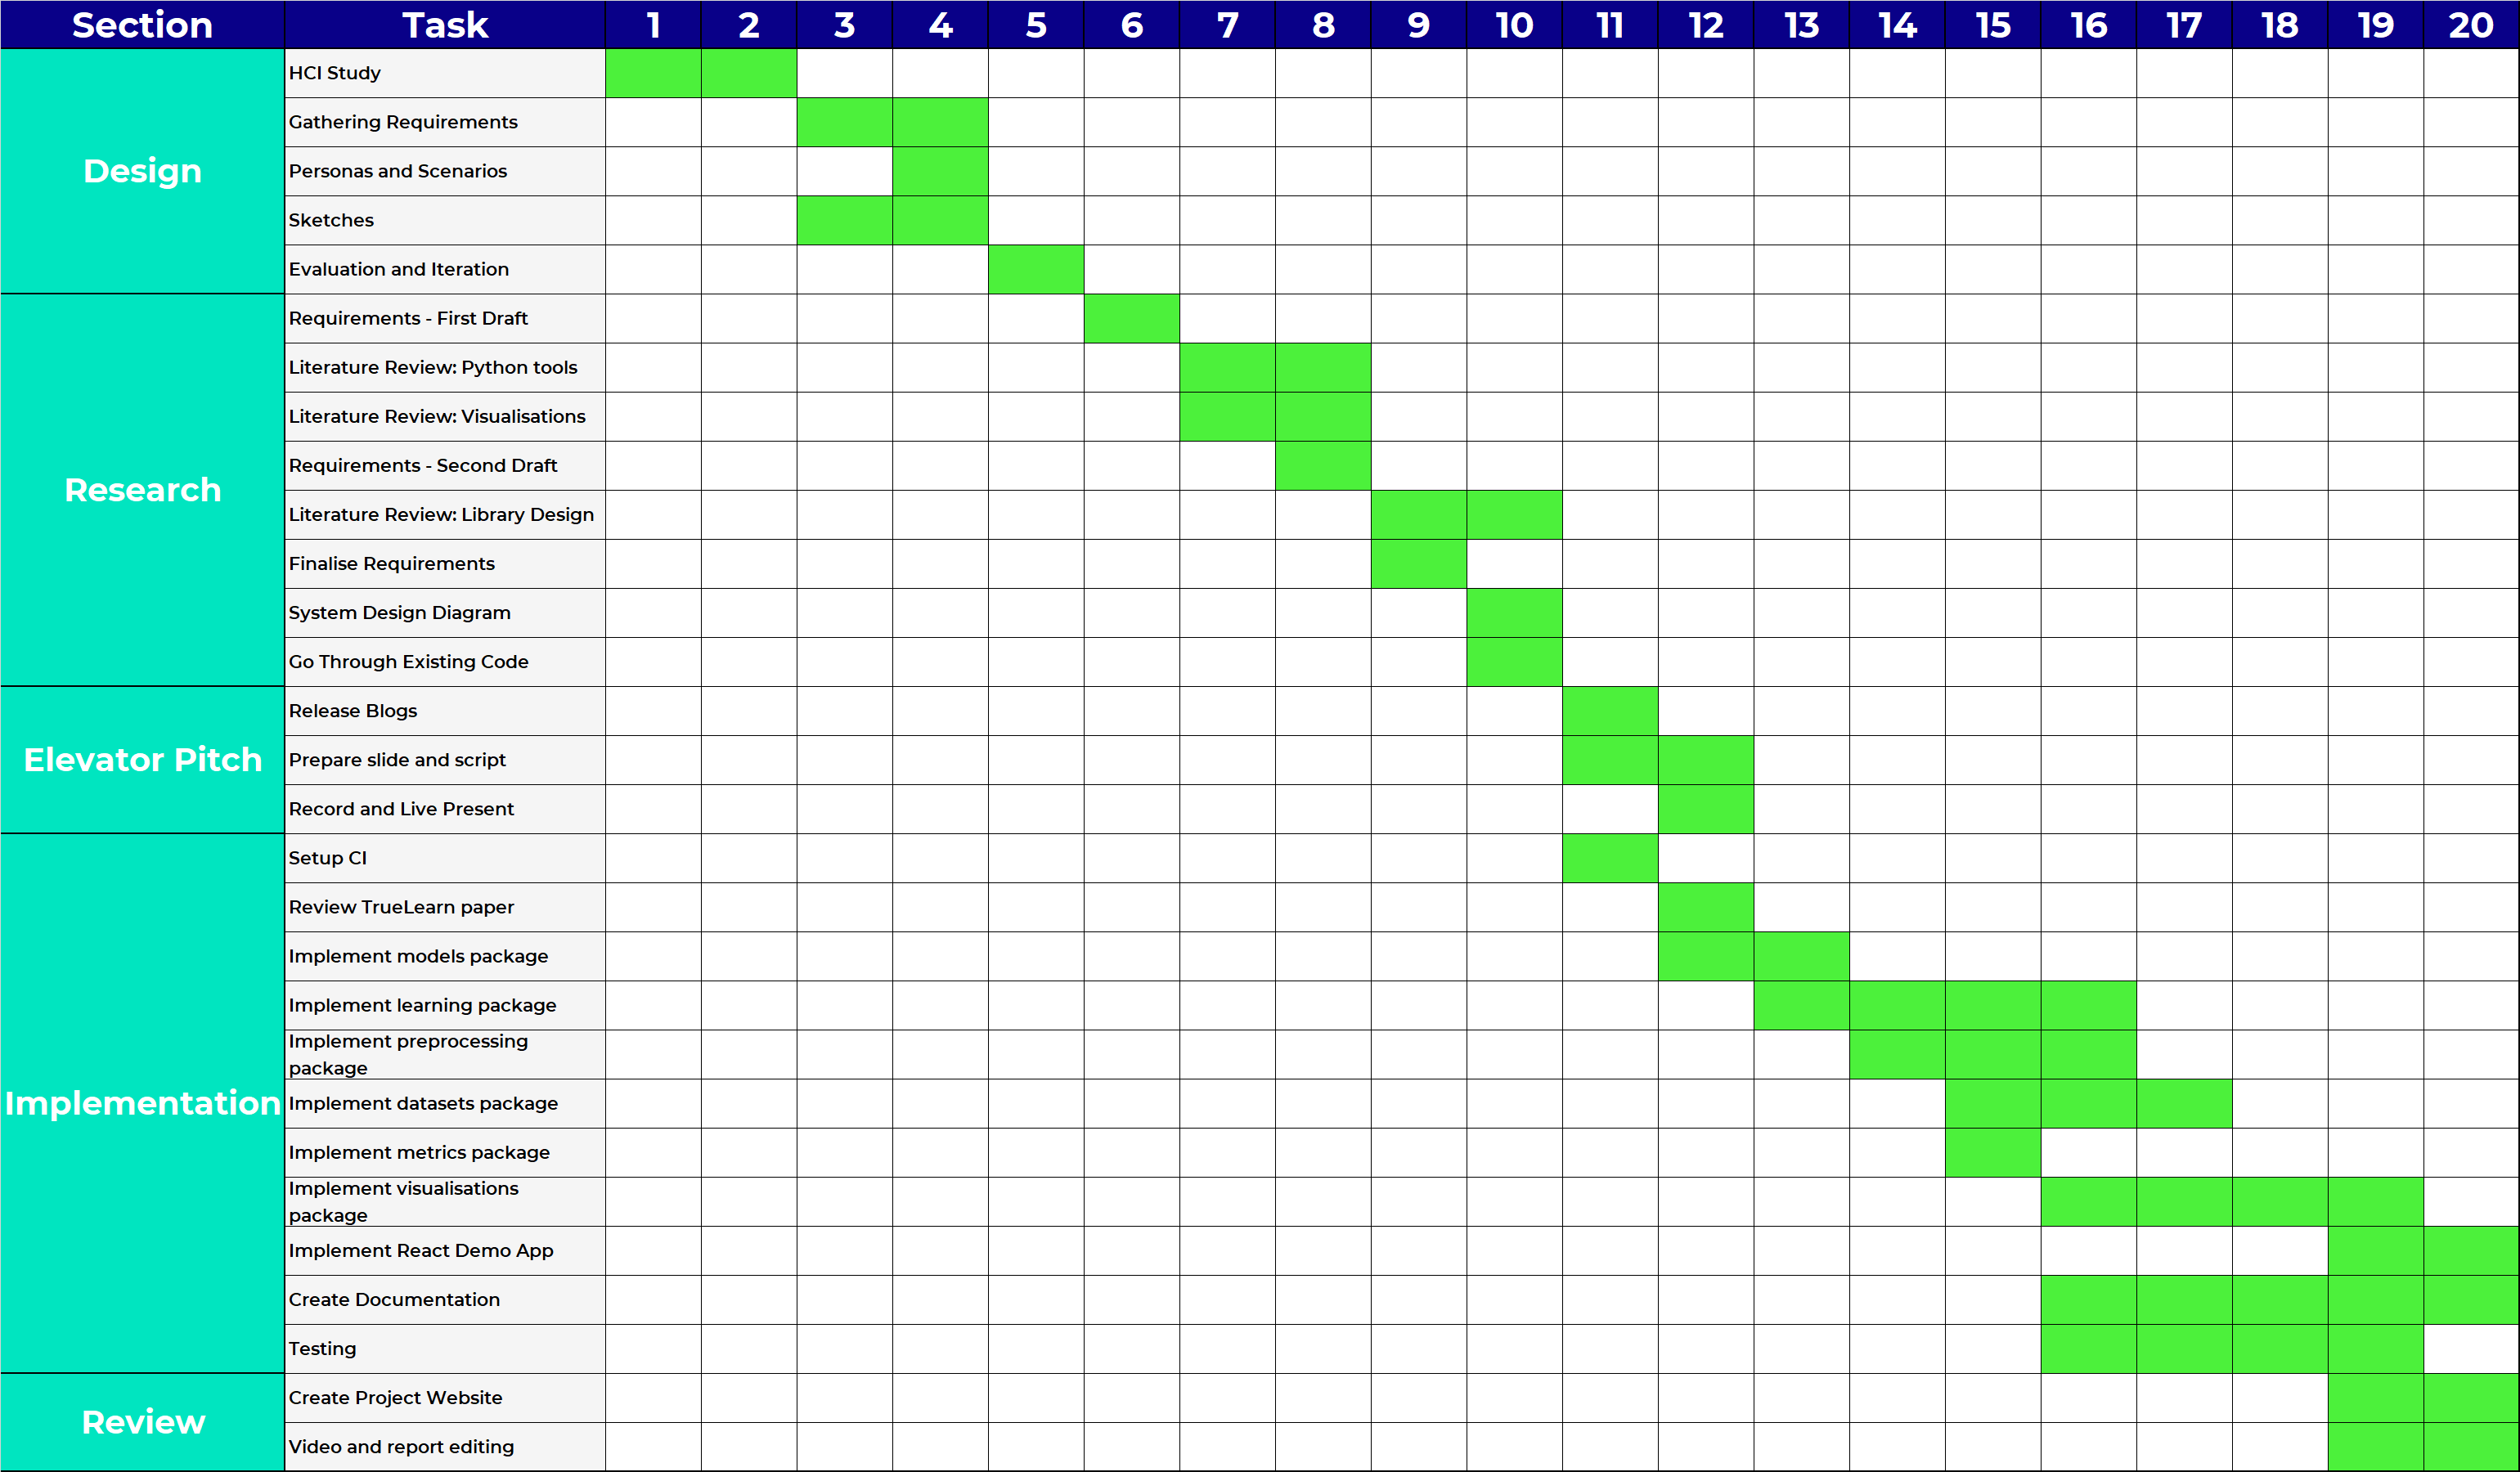 Section Task 1 2 3 4 5 6 7 8 9 10 11 12 13 14 15 16 17 18 19 20
Design
HCI Study
Gathering Requirements
Personas and Scenarios
Sketches
Evaluation and Iteration
Research
Requirements - First Draft
Literature Review: Python tools
Literature Review: Visualisations
Requirements - Second Draft
Literature Review: Library Design
Finalise Requirements
System Design Diagram
Go Through Existing Code
Elevator Pitch
Release Blogs
Prepare slide and script
Record and Live Present
Implementation
Setup CI
Review TrueLearn paper
Implement models package
Implement learning package
Implement preprocessing
package
Implement datasets package
Implement metrics package
Implement visualisations
package
Implement React Demo App
Create Documentation
Testing
Review
Create Project Website
Video and report editing